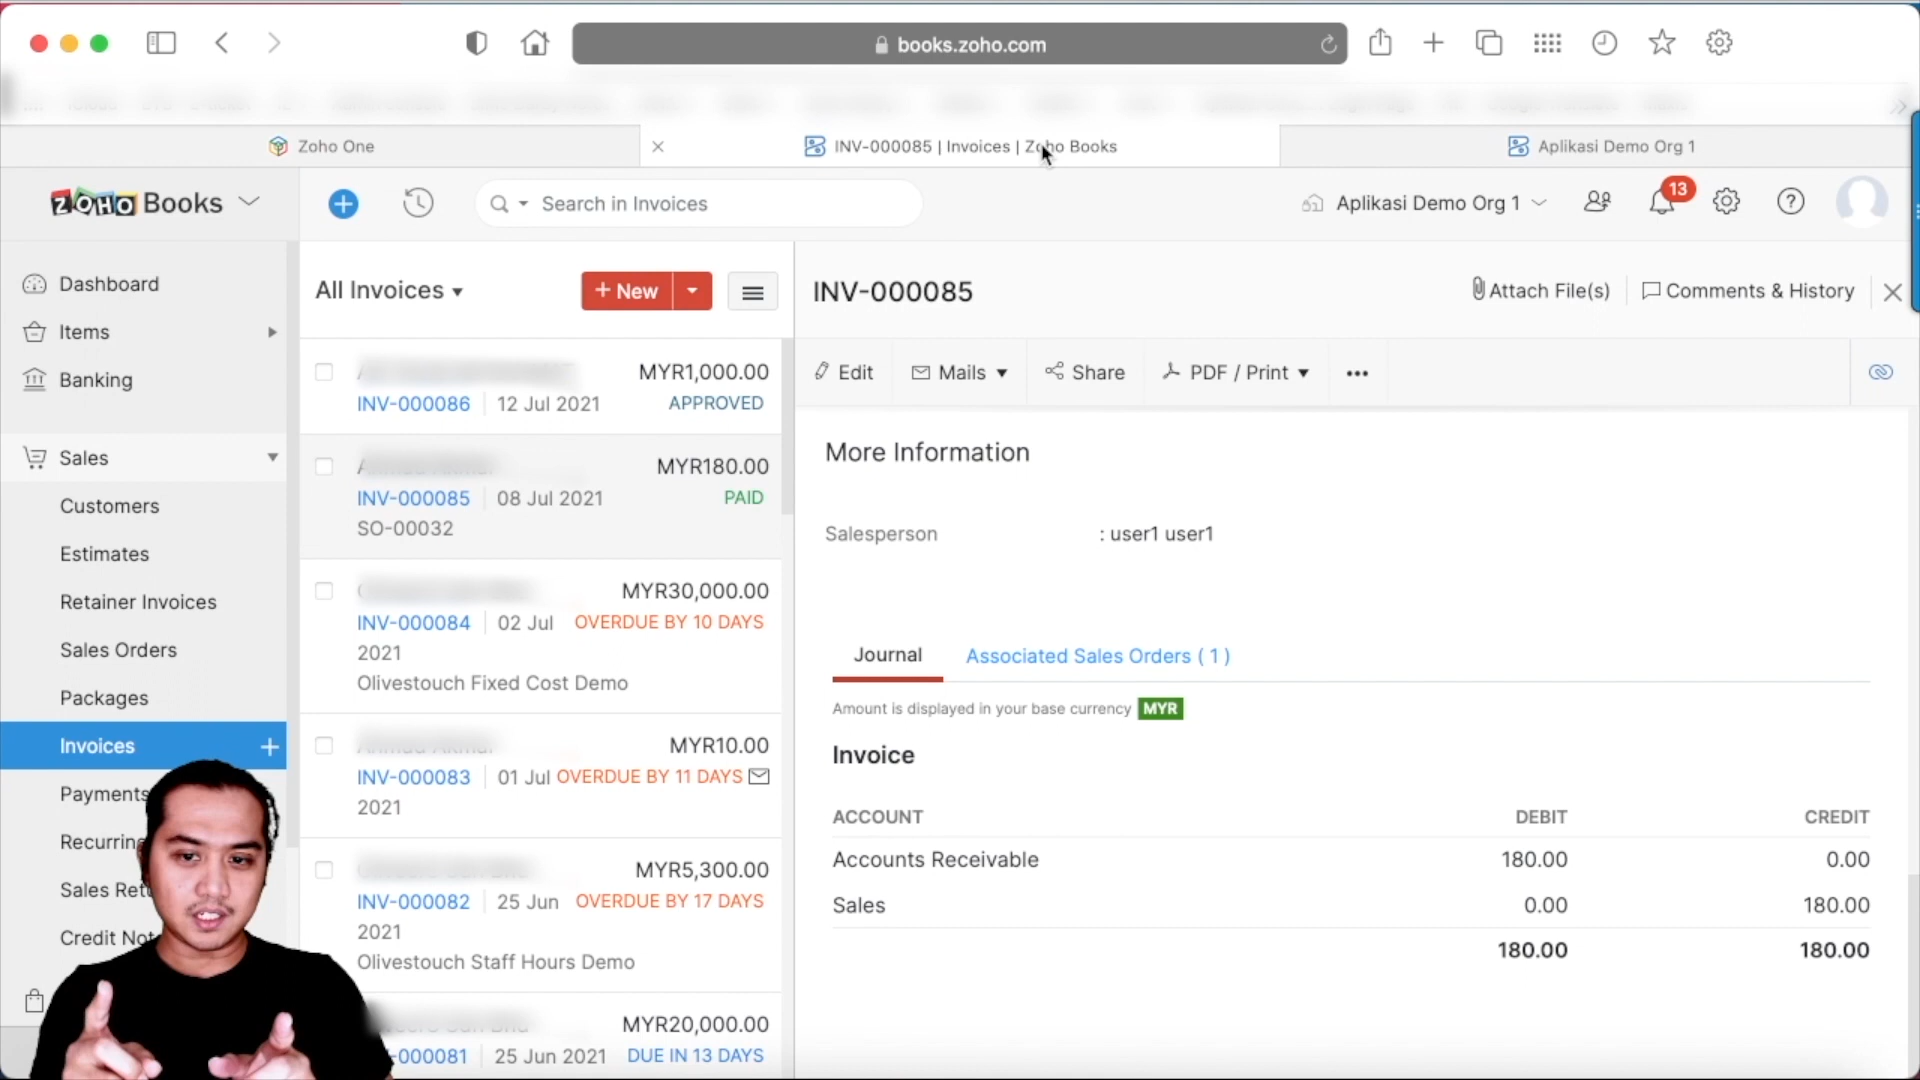 books.zoho.com
Zoho One
INV-000085 | Invoices | Zoho Books
Aplikasi Demo Org 1
ZOHO Books
Search in Invoices
Aplikasi Demo Org 1
13
Dashboard
Items
Banking
Sales
Customers
Estimates
Retainer Invoices
Sales Orders
Packages
Invoices
Payments
All Invoices
+ New
MYR1,000.00
INV-000086 12 Jul 2021 APPROVED
MYR180.00
INV-000085 08 Jul 2021 PAID
SO-00032
MYR30,000.00
INV-000084 02 Jul OVERDUE BY 10 DAYS
2021
Olivestouch Fixed Cost Demo
MYR10.00
INV-000083 01 Jul OVERDUE BY 11 DAYS
2021
MYR5,300.00
INV-000082 25 Jun OVERDUE BY 17 DAYS
2021
Olivestouch Staff Hours Demo
MYR20,000.00
-000081 25 Jun 2021 DUE IN 13 DAYS
INV-000085
Attach File(s)
Comments & History
Edit
Mails
Share
PDF / Print
More Information
Salesperson : user1 user1
Journal
Associated Sales Orders ( 1 )
Amount is displayed in your base currency MYR
Invoice
ACCOUNT DEBIT CREDIT
Accounts Receivable 180.00 0.00
Sales 0.00 180.00
180.00 180.00